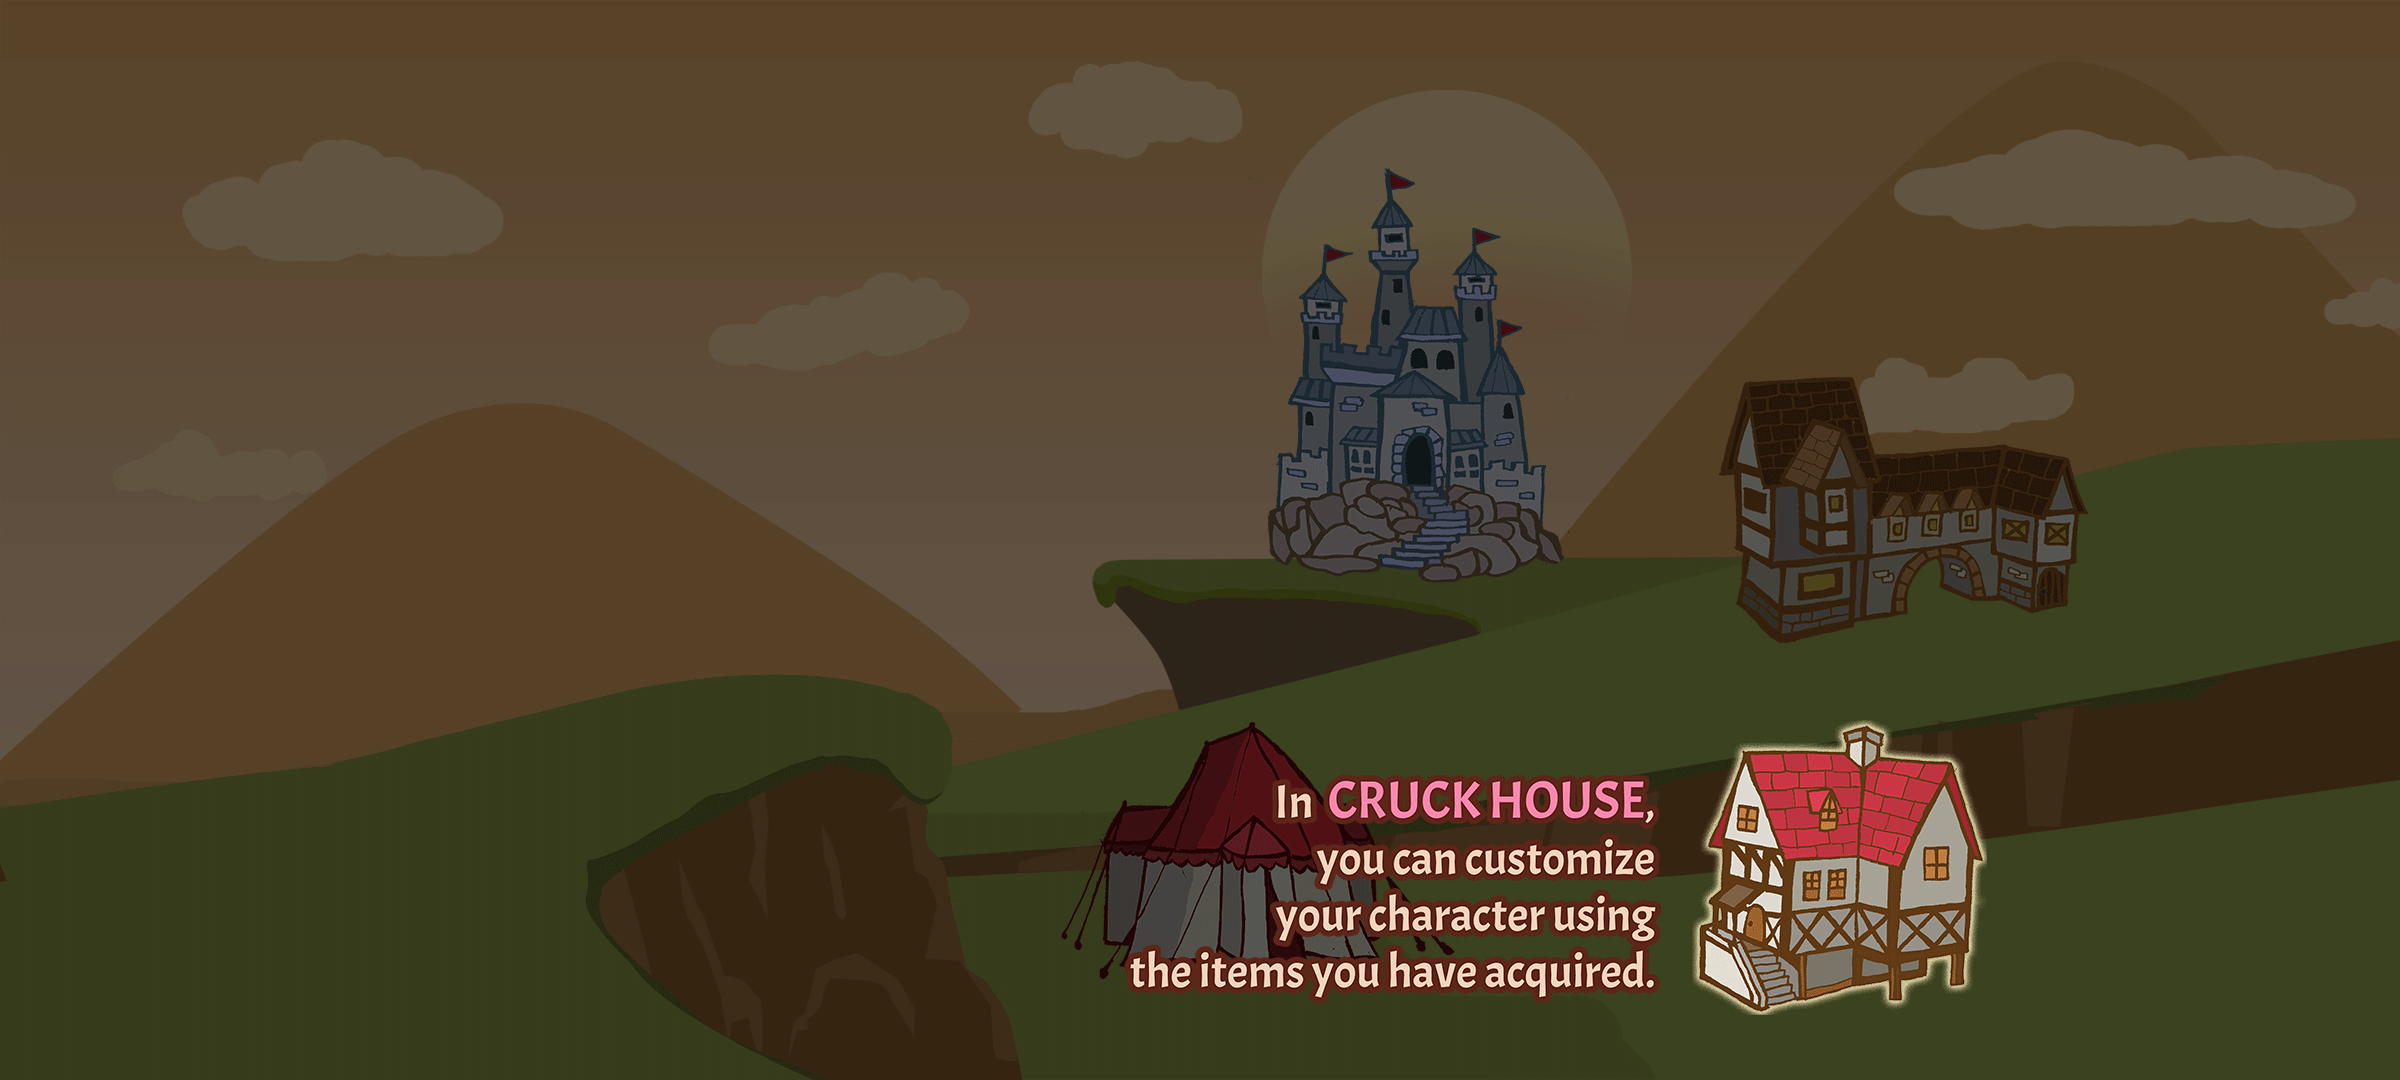 In CRUCK HOUSE,
you can customize
your character using
the items you have acquired.